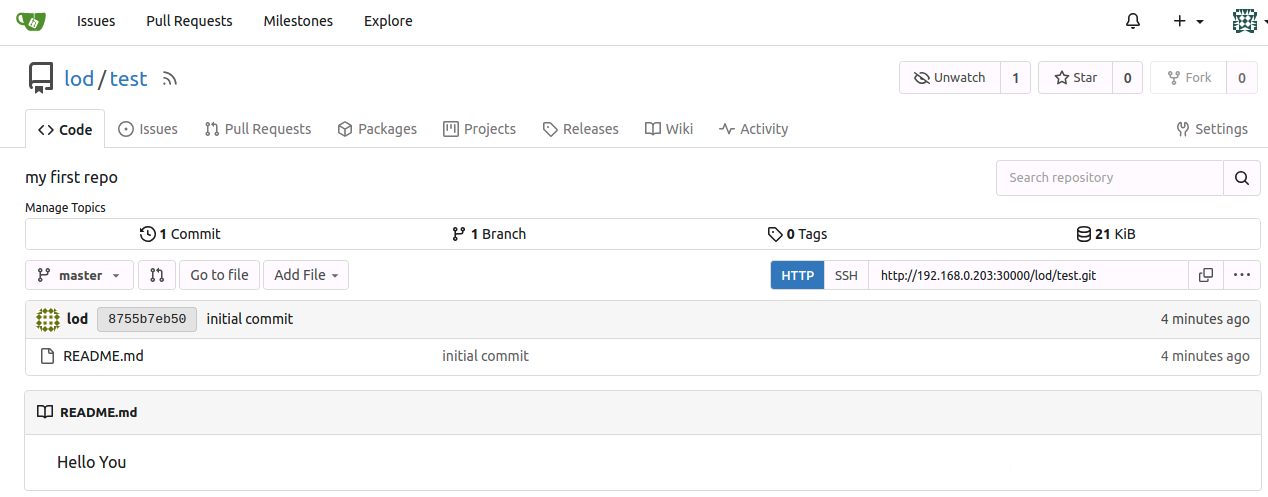 Issues Pull Requests Milestones Explore
lod / test
Unwatch 1 Star 0 Fork 0
Code Issues Pull Requests Packages Projects Releases Wiki Activity Settings
my first repo
Search repository
Manage Topics
1 Commit 1 Branch 0 Tags 21 KiB
master Go to file Add File HTTP SSH http://192.168.0.203:30000/lod/test.git
lod 8755b7eb50 initial commit 4 minutes ago
README.md initial commit 4 minutes ago
README.md
Hello You